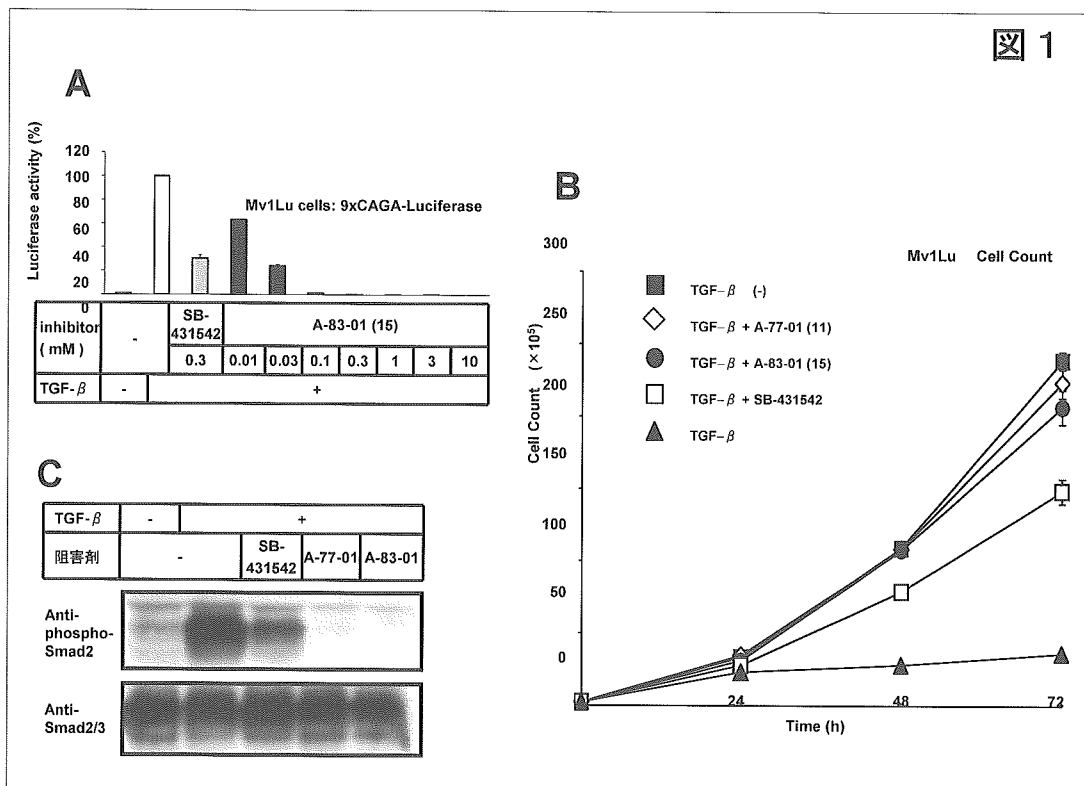 図 1
A
Luciferase activity (%)
120
100
80
60
40
20
0
Mv1Lu cells: 9xCAGA-Luciferase
inhibitor
( mM )
-
SB-
431542
A-83-01 (15)
0.3
0.01
0.03
0.1
0.3
1
3
10
TGF-β
-
+
B
Mv1Lu Cell Count
Cell Count (×10⁵)
300
250
200
150
100
50
0
TGF-β (-)
TGF-β + A-77-01 (11)
TGF-β + A-83-01 (15)
TGF-β + SB-431542
TGF-β
24
48
72
Time (h)
C
TGF-β
-
+
阻害剤
-
SB-
431542
A-77-01
A-83-01
Anti-
phospho-
Smad2
Anti-
Smad2/3